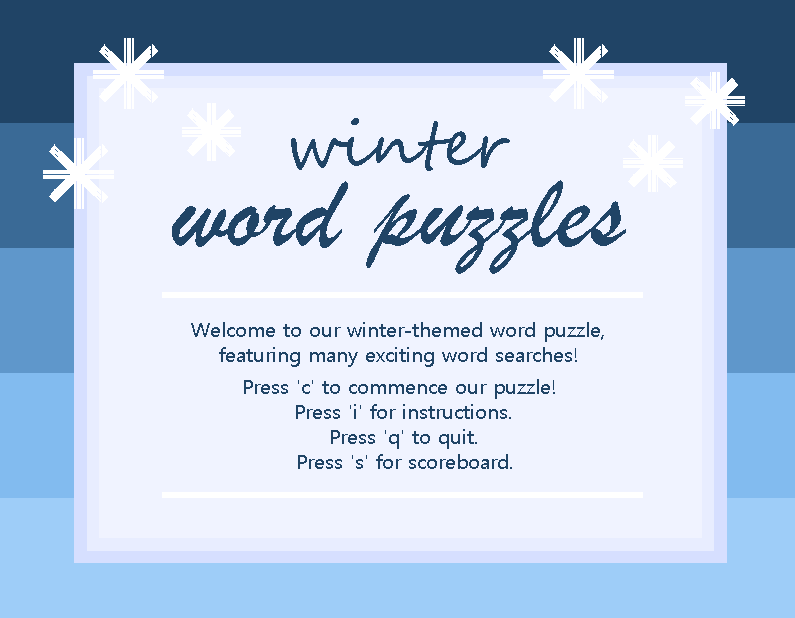 winter
word puzzles
Welcome to our winter-themed word puzzle,
featuring many exciting word searches!
Press 'c' to commence our puzzle!
Press 'i' for instructions.
Press 'q' to quit.
Press 's' for scoreboard.